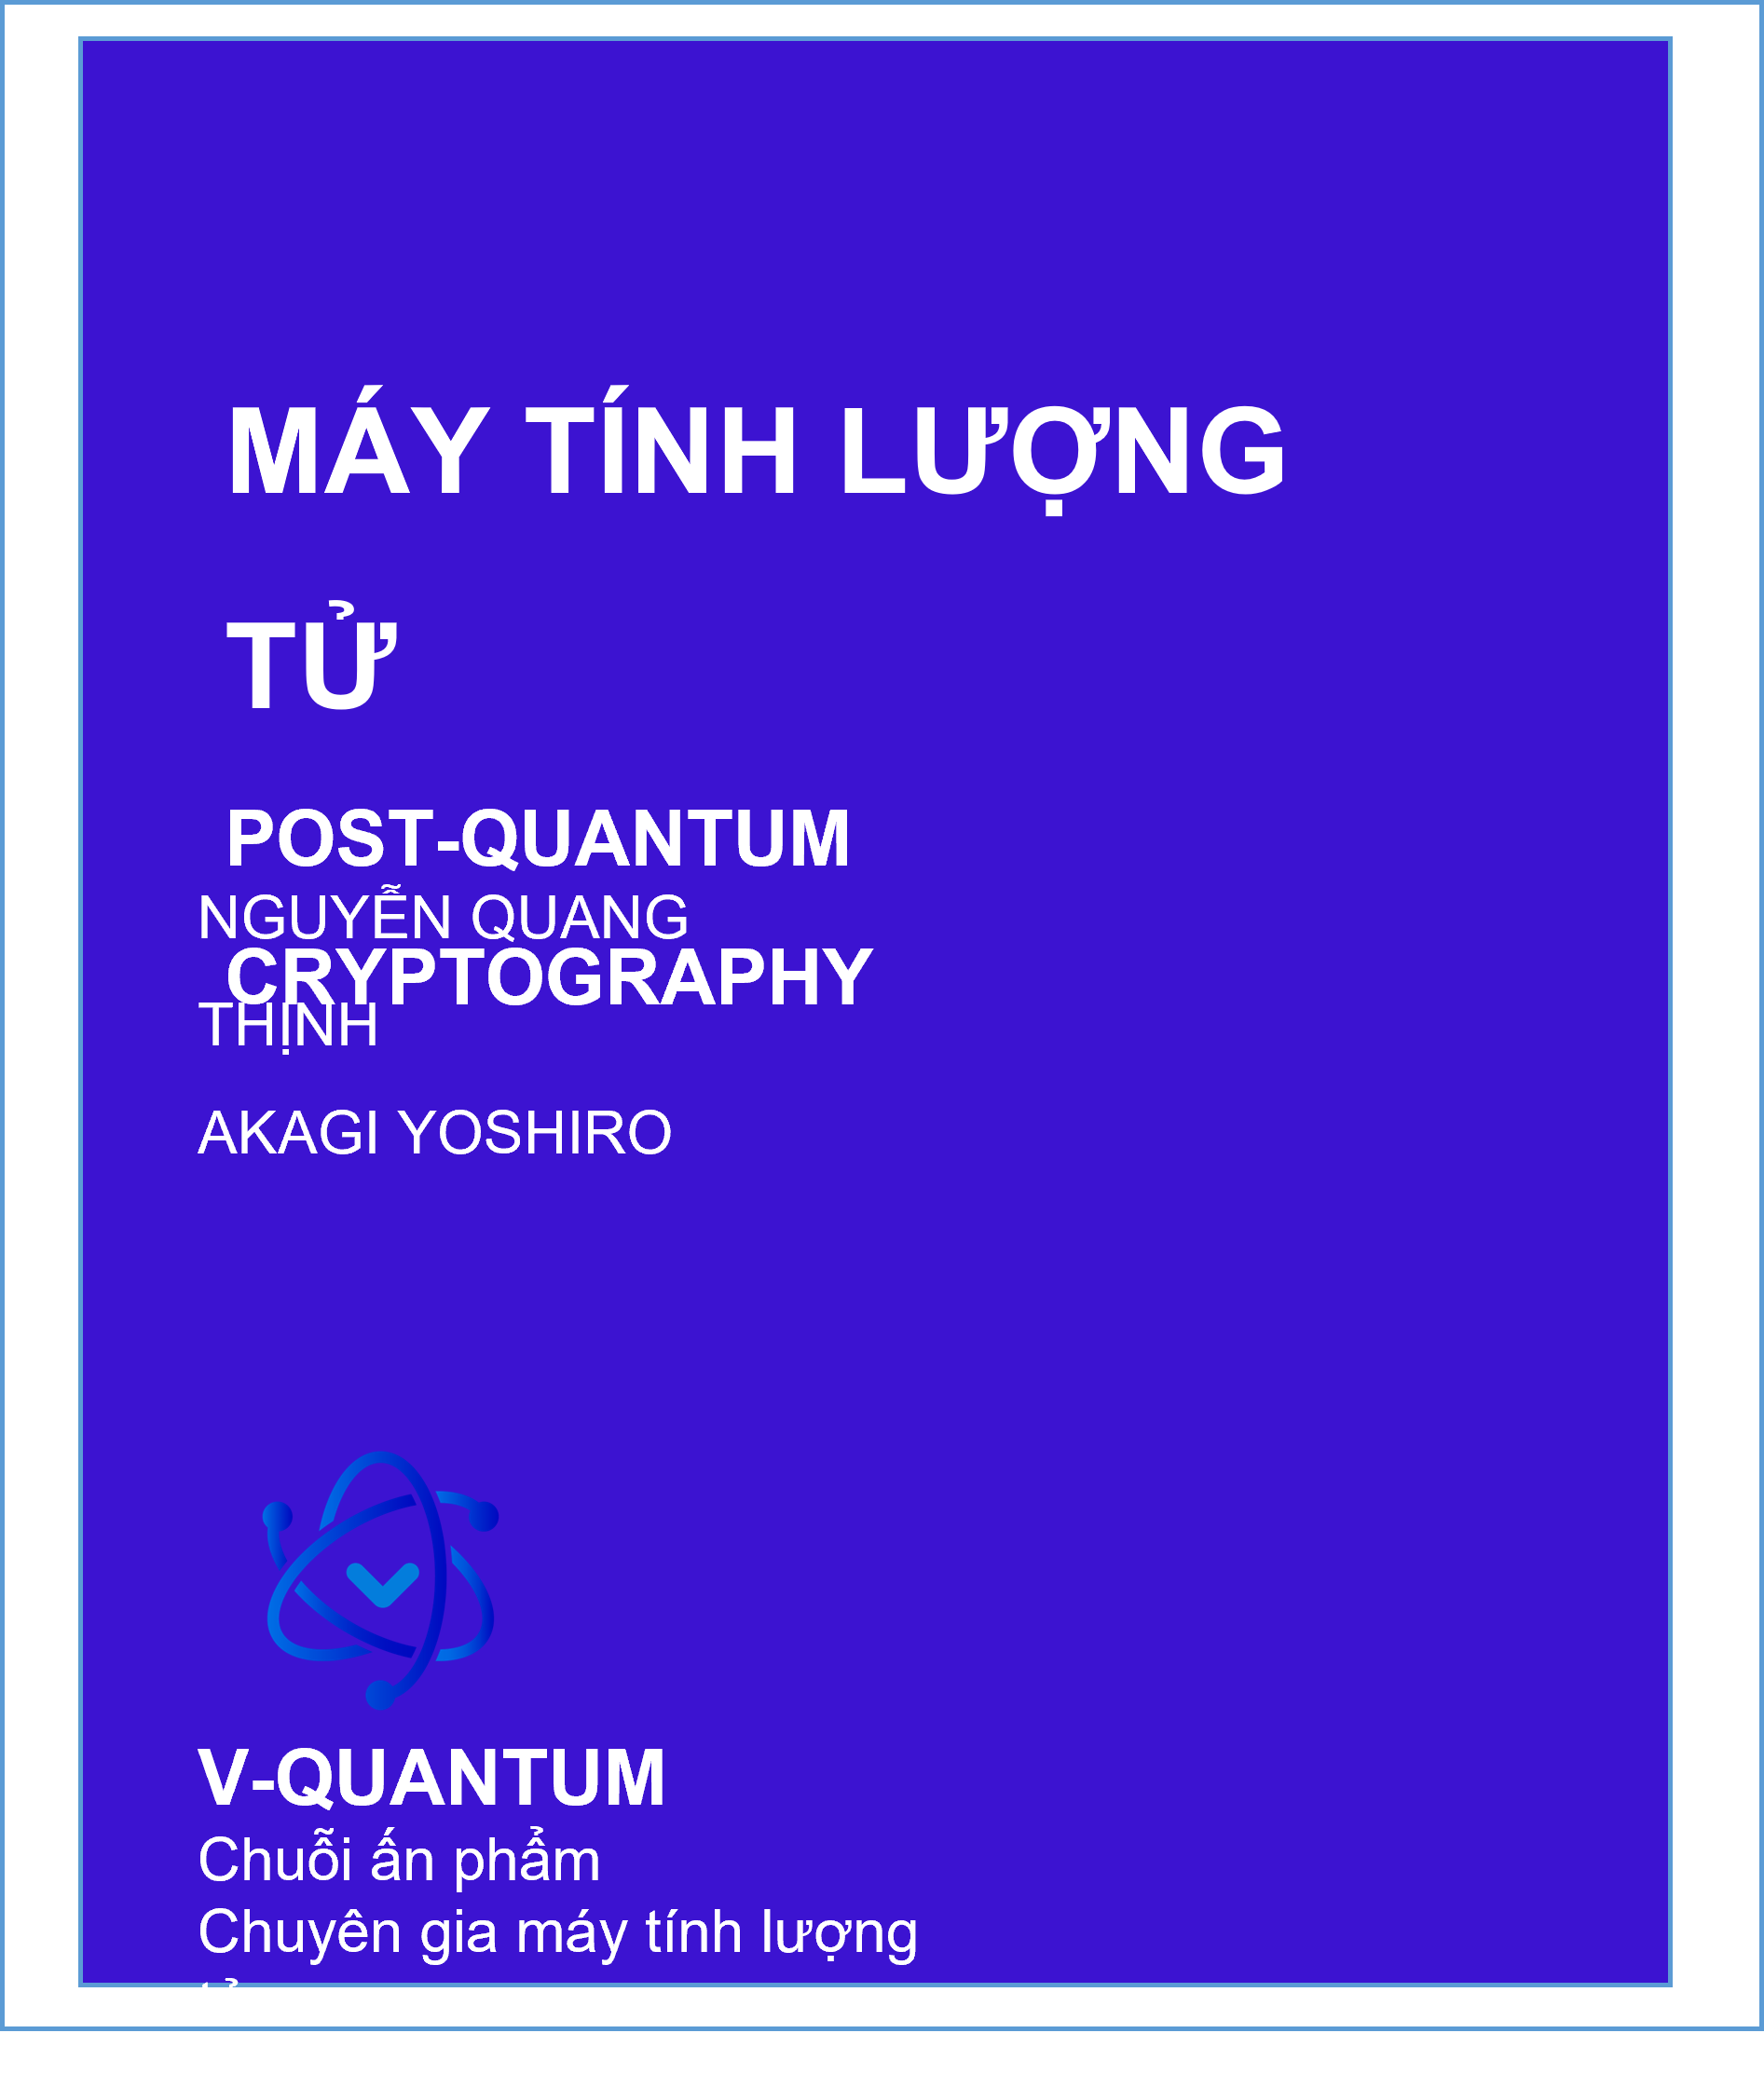 MÁY TÍNH LƯỢNG
TỬ
POST-QUANTUM
CRYPTOGRAPHY
NGUYỄN QUANG
THỊNH
AKAGI YOSHIRO
V-QUANTUM
Chuỗi ấn phẩm
Chuyên gia máy tính lượng